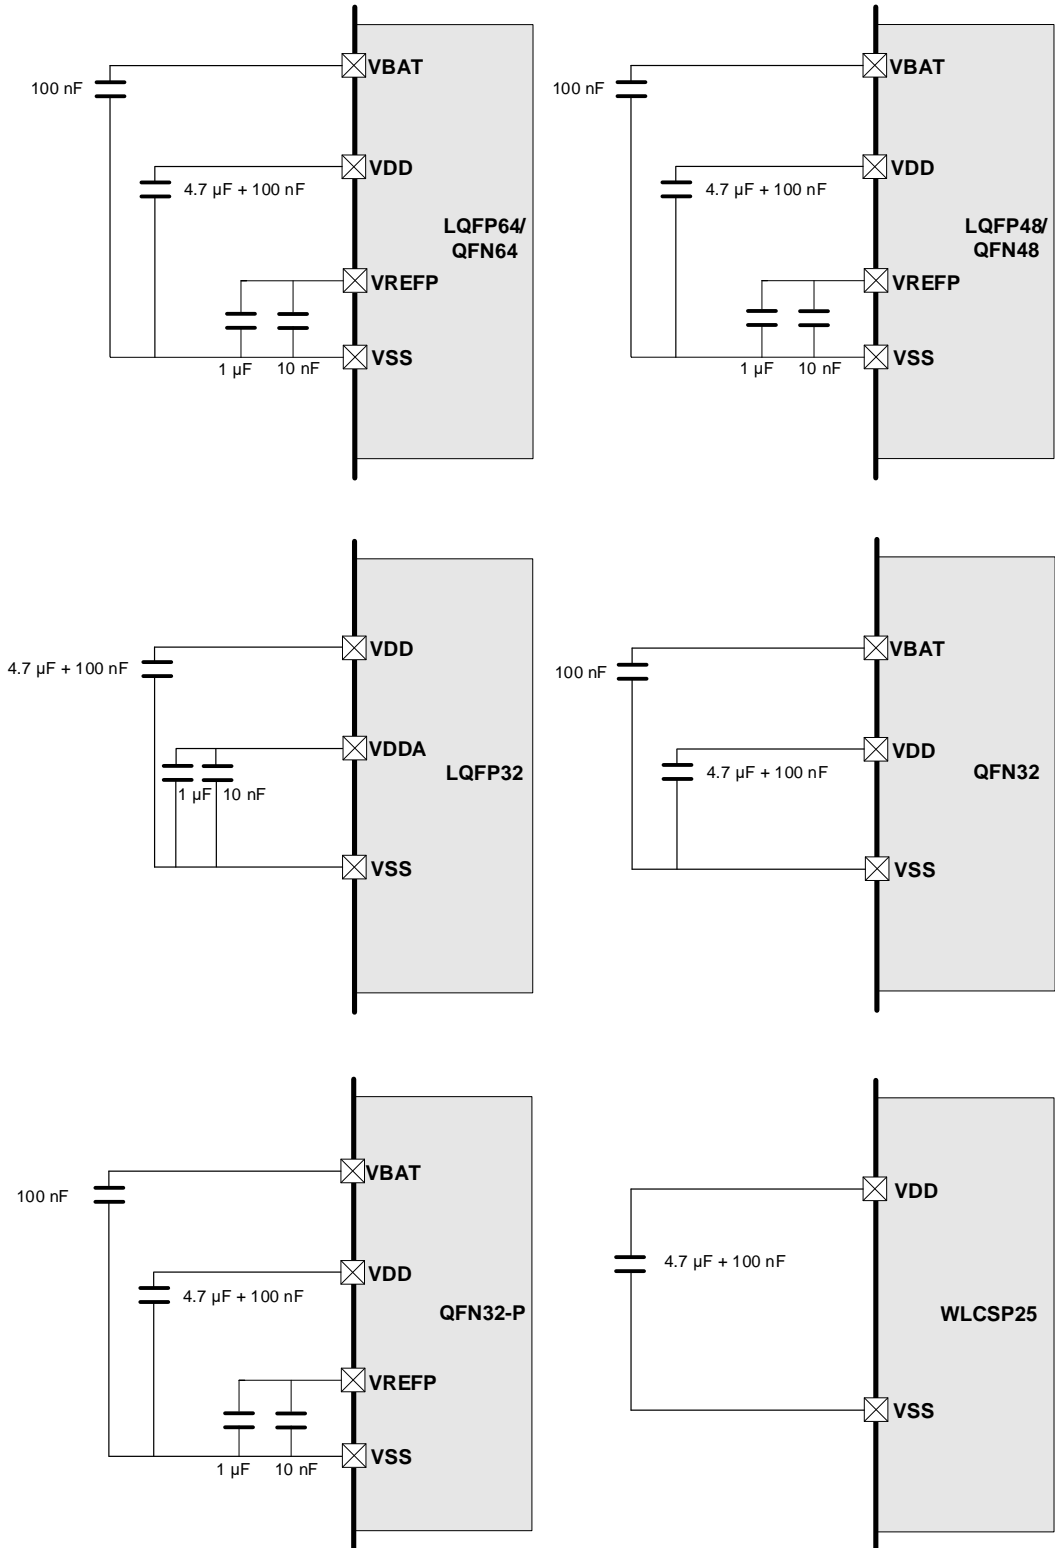 VBAT
100 nF
VDD
4.7 µF + 100 nF
LQFP64/
QFN64
VREFP
1 µF
10 nF
VSS
VBAT
100 nF
VDD
4.7 µF + 100 nF
LQFP48/
QFN48
VREFP
1 µF
10 nF
VSS
VDD
4.7 µF + 100 nF
VDDA
LQFP32
1 µF
10 nF
VSS
VBAT
100 nF
VDD
4.7 µF + 100 nF
QFN32
VSS
VBAT
100 nF
VDD
4.7 µF + 100 nF
QFN32-P
VREFP
1 µF
10 nF
VSS
VDD
4.7 µF + 100 nF
WLCSP25
VSS